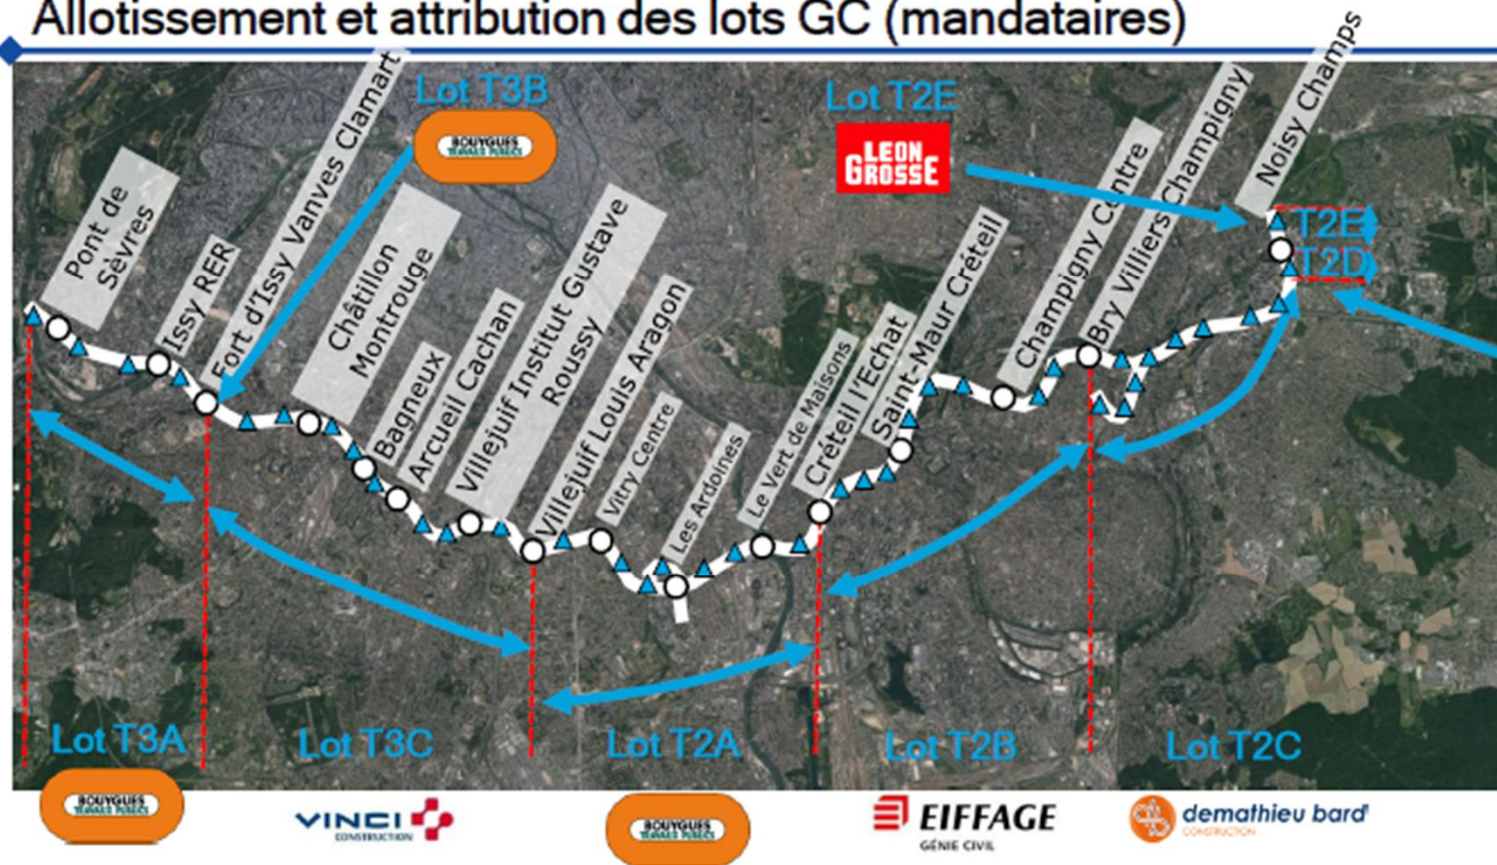 Allotissement et attribution des lots GC (mandataires)
Lot T3B
BOUYGUES
TRAVAUX PUBLICS
Lot T2E
LEON
GROSSE
Pont de
Sèvres
Issy RER
Fort d'Issy Vanves Clamart
Châtillon
Montrouge
Bagneux
Arcueil Cachan
Villejuif Institut Gustave
Roussy
Villejuif Louis Aragon
Vitry Centre
Les Ardoines
Le Vert de Maisons
Créteil l'Echat
Saint-Maur Créteil
Champigny Centre
Bry Villiers Champigny
Noisy Champs
T2E
T2D
Lot T3A
Lot T3C
Lot T2A
Lot T2B
Lot T2C
BOUYGUES
TRAVAUX PUBLICS
VINCI
CONSTRUCTION
BOUYGUES
TRAVAUX PUBLICS
EIFFAGE
GÉNIE CIVIL
demathieu bard
CONSTRUCTION